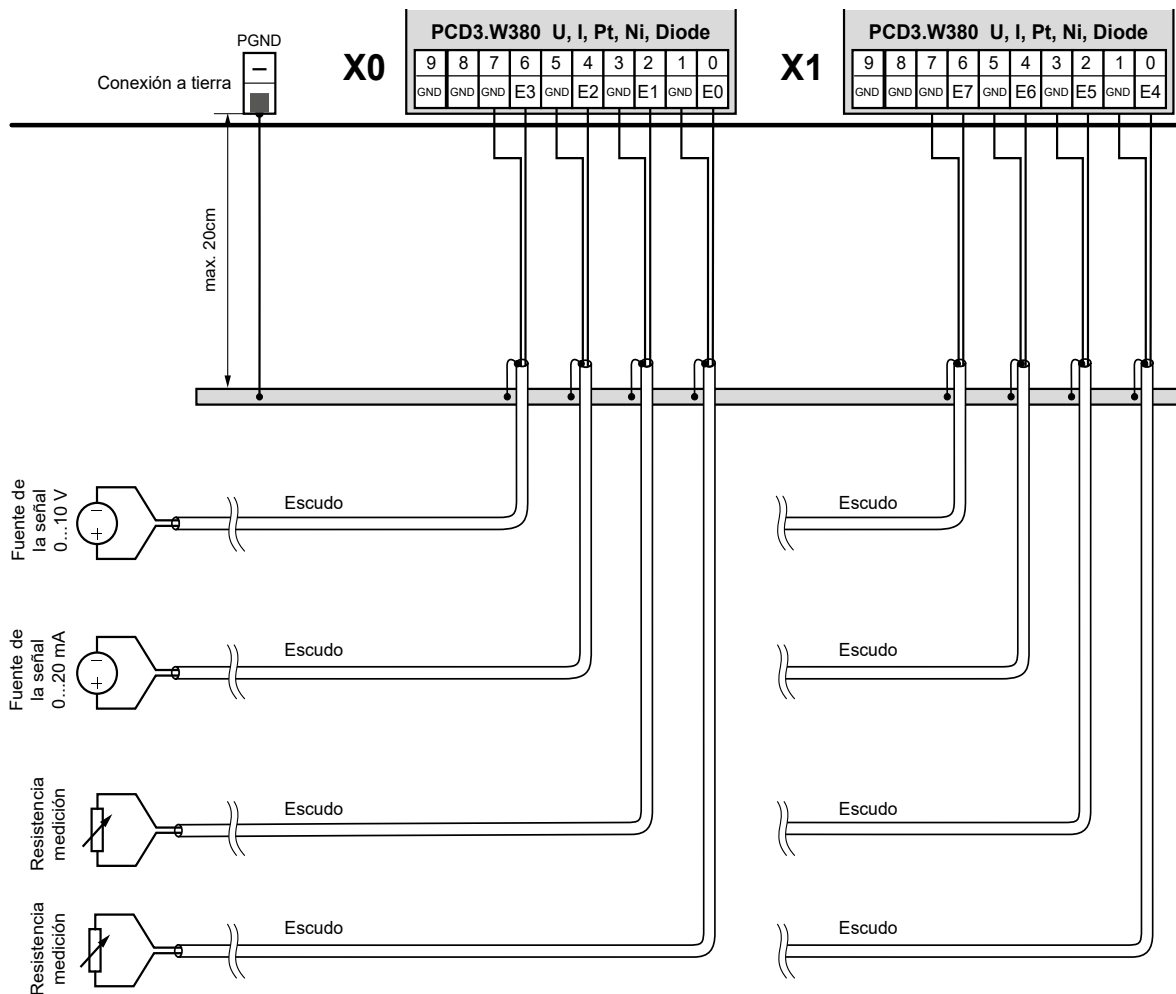 PGND
–
Conexión a tierra
X0
PCD3.W380 U, I, Pt, Ni, Diode
9 8 7 6 5 4 3 2 1 0
GND GND GND E3 GND E2 GND E1 GND E0
X1
PCD3.W380 U, I, Pt, Ni, Diode
9 8 7 6 5 4 3 2 1 0
GND GND GND E7 GND E6 GND E5 GND E4
max. 20cm
Fuente de
la señal
0...10 V
– +
Escudo
Escudo
Fuente de
la señal
0...20 mA
– +
Escudo
Escudo
Resistencia
medición
Escudo
Escudo
Resistencia
medición
Escudo
Escudo